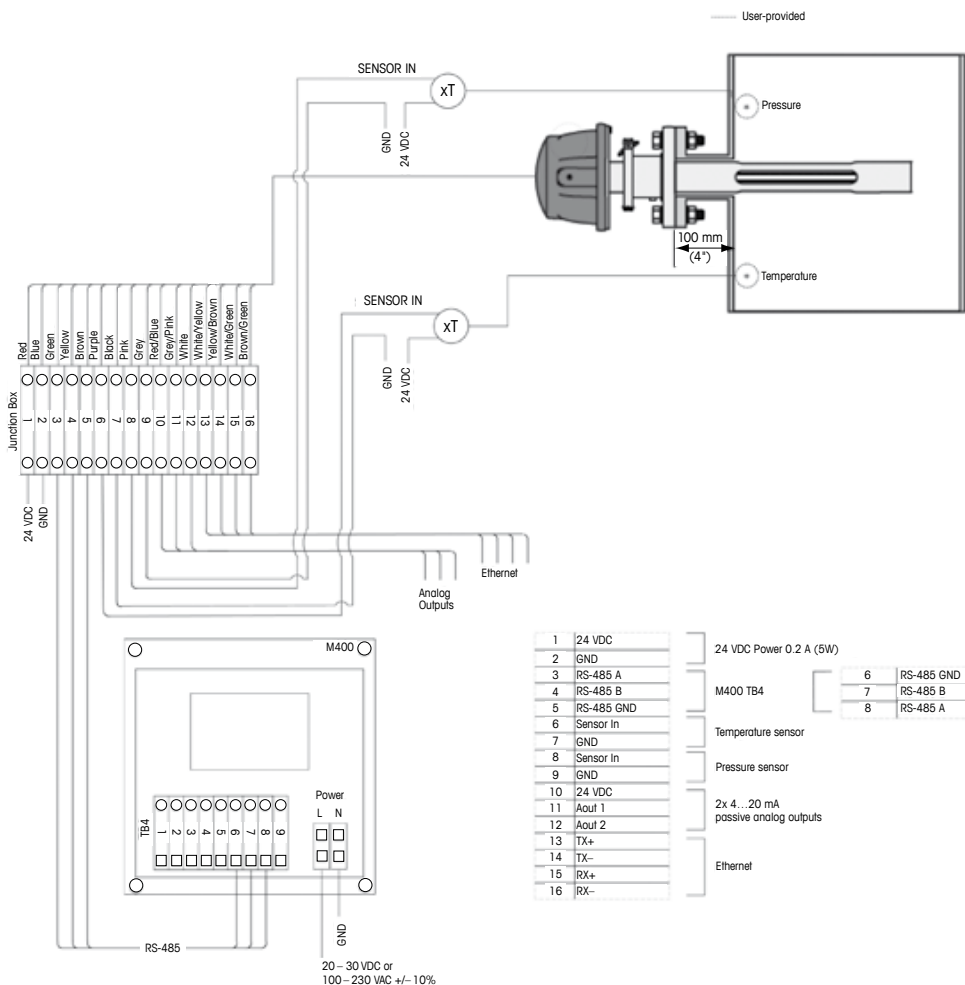 User-provided
SENSOR IN
xT
GND
24 VDC
Pressure
100 mm
(4")
Temperature
SENSOR IN
xT
GND
24 VDC
Red
Blue
Green
Yellow
Brown
Purple
Black
Pink
Grey
Red/Blue
Grey/Pink
White
White/Yellow
Yellow/Brown
White/Green
Brown/Green
Junction Box
1 2 3 4 5 6 7 8 9 10 11 12 13 14 15 16
24 VDC
GND
Analog
Outputs
Ethernet
M400
Power
L N
TB4
1 2 3 4 5 6 7 8 9
RS-485
GND
20 – 30 VDC or
100 – 230 VAC +/– 10%
1 24 VDC
2 GND
3 RS-485 A
4 RS-485 B
5 RS-485 GND
6 Sensor In
7 GND
8 Sensor In
9 GND
10 24 VDC
11 Aout 1
12 Aout 2
13 TX+
14 TX–
15 RX+
16 RX–
24 VDC Power 0.2 A (5W)
M400 TB4
6 RS-485 GND
7 RS-485 B
8 RS-485 A
Temperature sensor
Pressure sensor
2x 4…20 mA
passive analog outputs
Ethernet